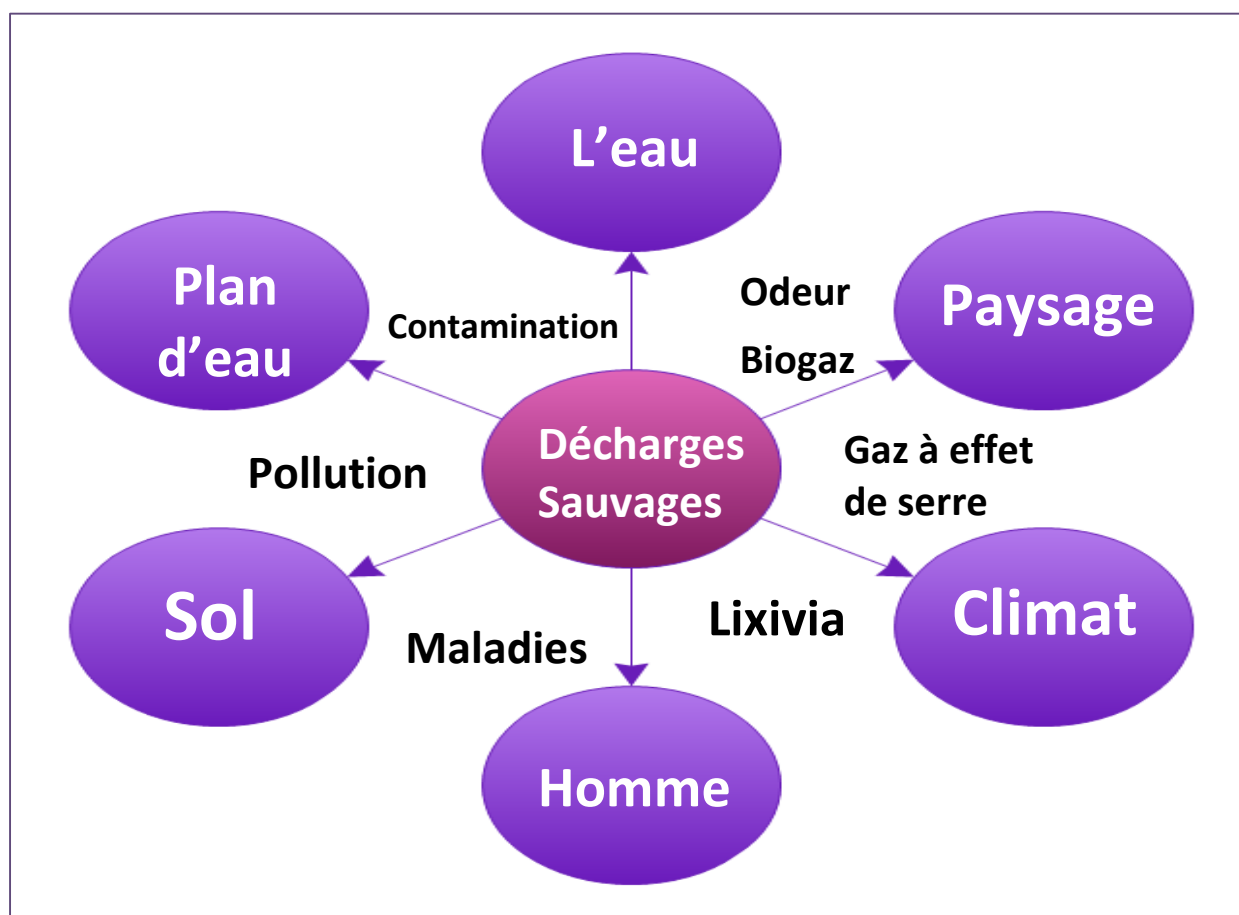 L’eau
Plan
d’eau
Contamination
Odeur
Biogaz
Paysage
Décharges
Sauvages
Pollution
Gaz à effet
de serre
Sol
Maladies
Lixivia
Climat
Homme